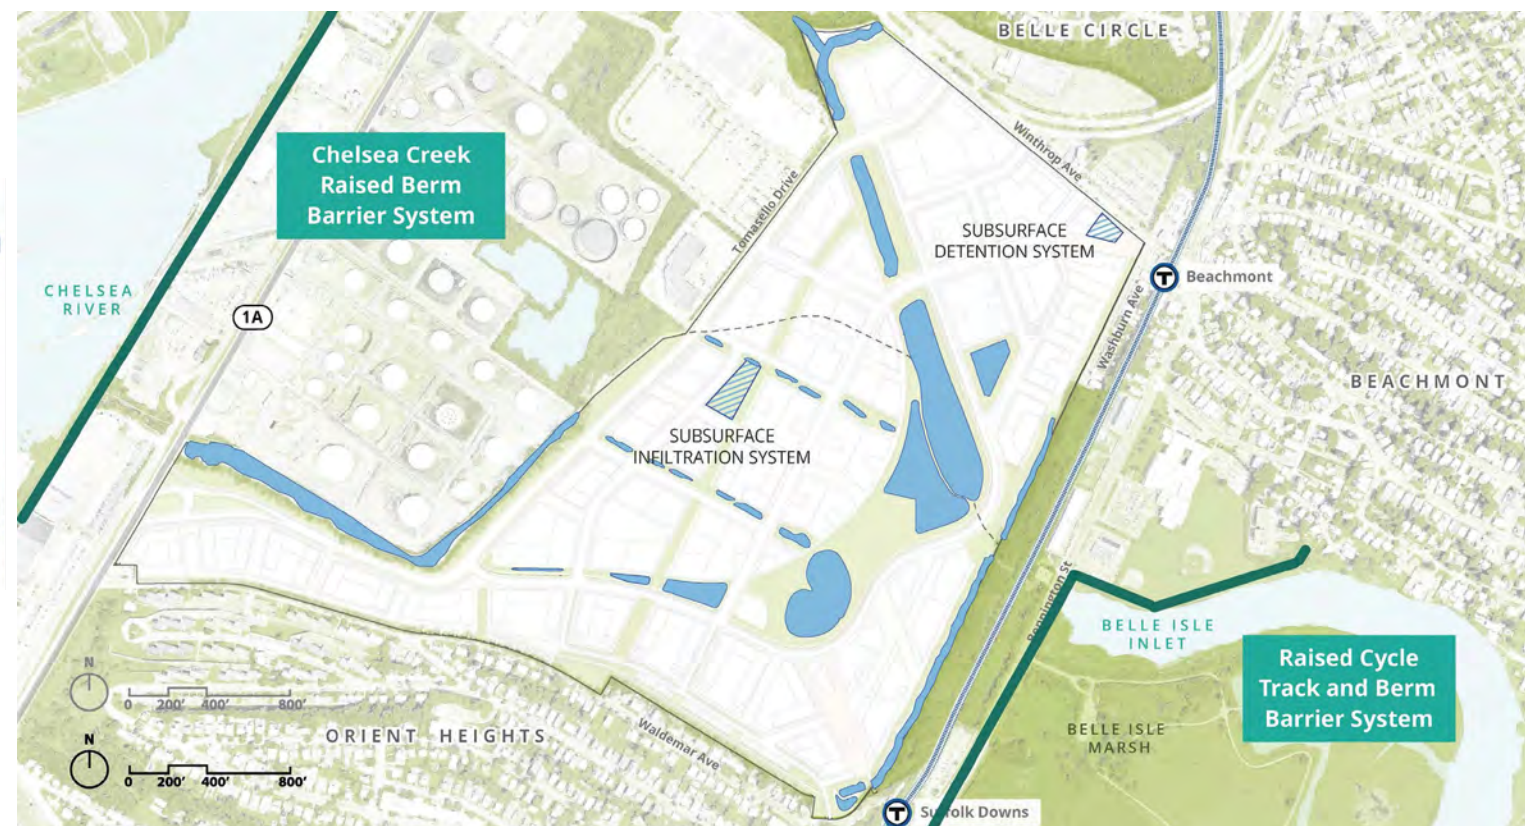 BELLE CIRCLE
Winthrop Ave
Chelsea Creek
Raised Berm
Barrier System
Tomasello Drive
SUBSURFACE
DETENTION SYSTEM
T
Beachmont
CHELSEA
RIVER
1A
Washburn Ave
BEACHMONT
SUBSURFACE
INFILTRATION SYSTEM
Bennington St
BELLE ISLE
INLET
Raised Cycle
Track and Berm
Barrier System
N
0 200' 400' 800'
ORIENT HEIGHTS
Waldemar Ave
BELLE ISLE
MARSH
N
0 200' 400' 800'
T
Suffolk Downs